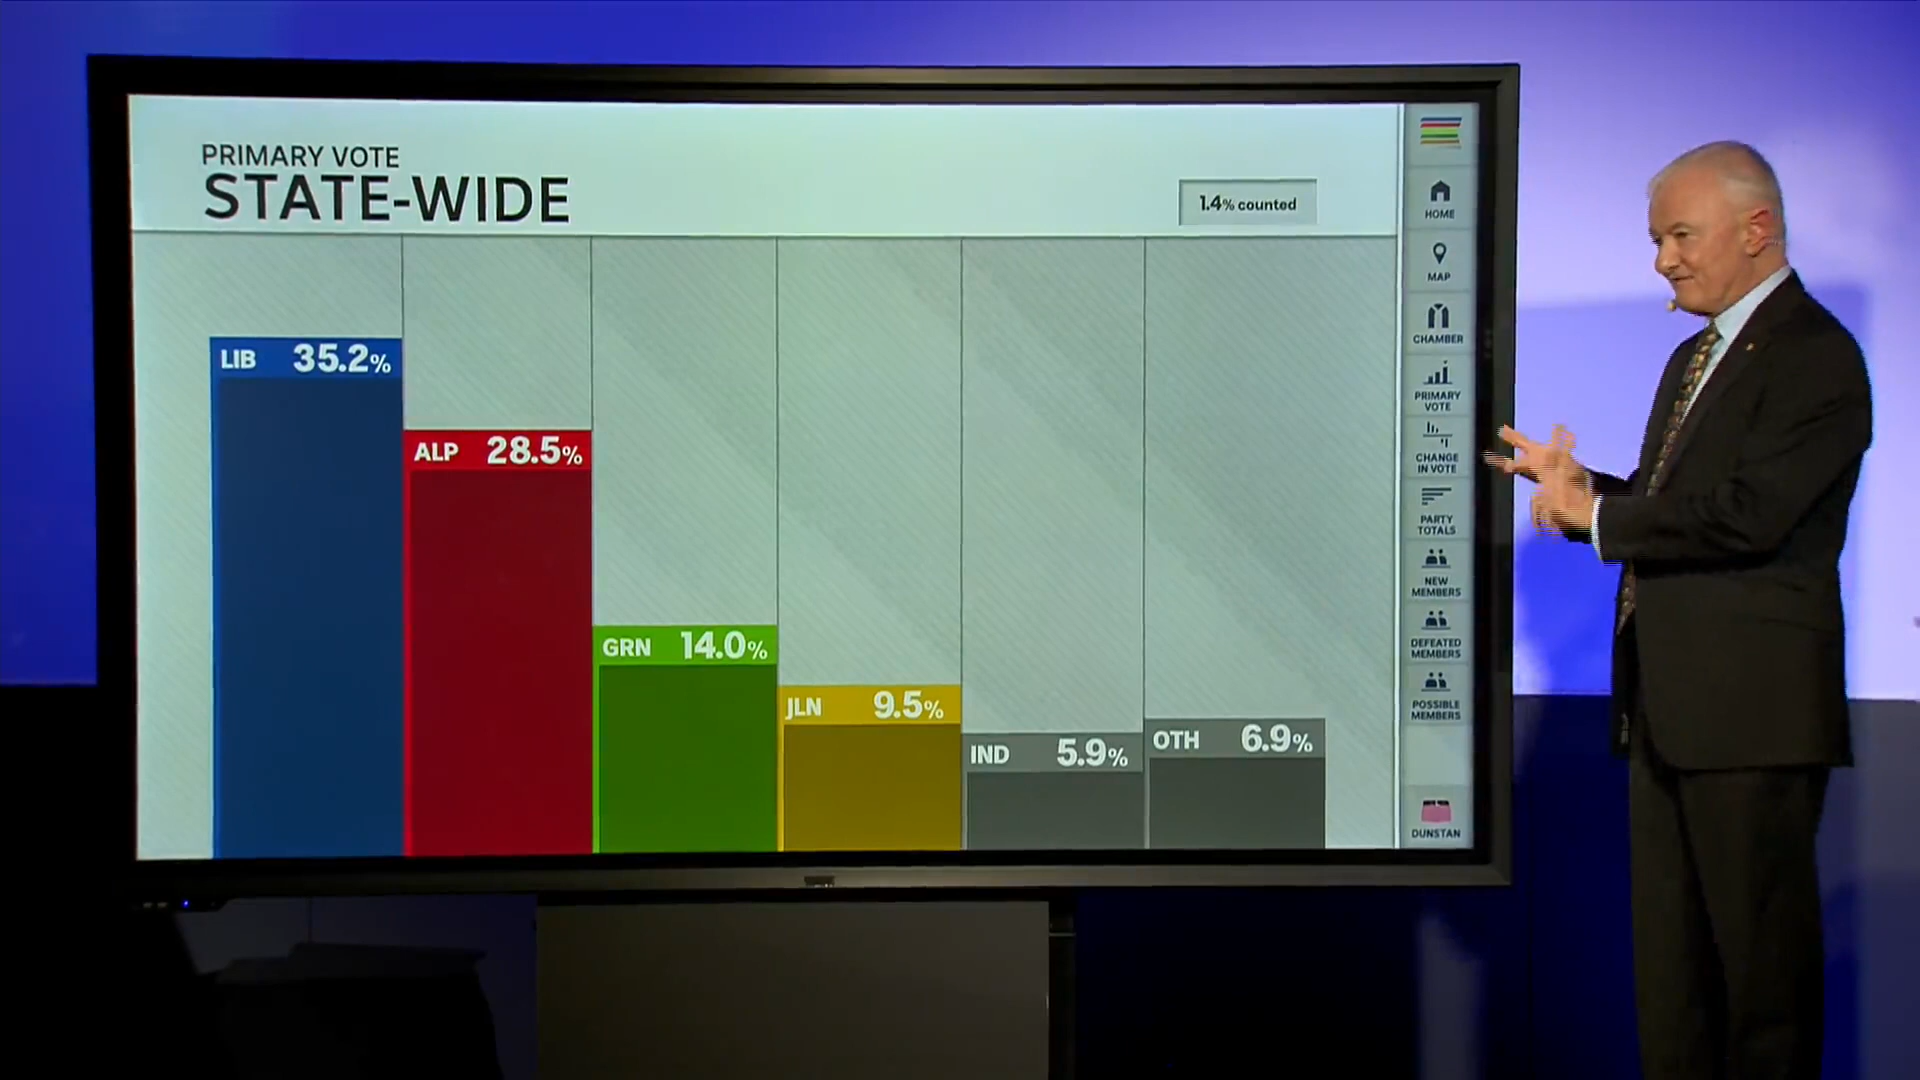 PRIMARY VOTE
STATE-WIDE
1.4% counted
LIB 35.2%
ALP 28.5%
GRN 14.0%
JLN 9.5%
IND 5.9%
OTH 6.9%
HOME
MAP
CHAMBER
PRIMARY
VOTE
CHANGE
IN VOTE
PARTY
TOTALS
NEW
MEMBERS
DEFEATED
MEMBERS
POSSIBLE
MEMBERS
DUNSTAN